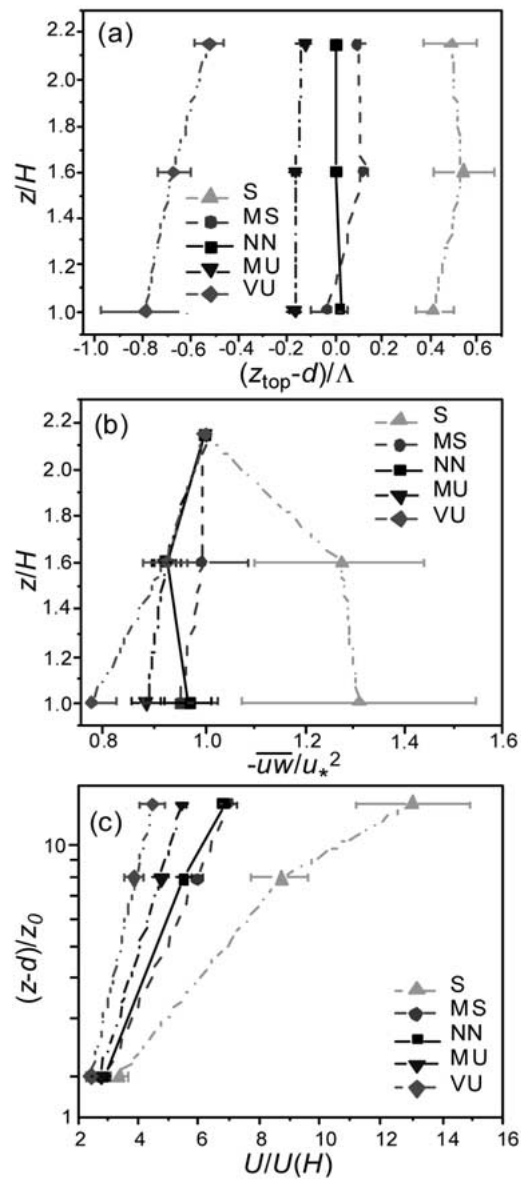 (a)
2.2
2.0
1.8
1.6
1.4
1.2
1.0
z/H
S
MS
NN
MU
VU
-1.0 -0.8 -0.6 -0.4 -0.2 0.0 0.2 0.4 0.6
(z_top-d)/Λ
(b)
2.2
2.0
1.8
1.6
1.4
1.2
1.0
z/H
S
MS
NN
MU
VU
0.8 1.0 1.2 1.4 1.6
-uw/u*²
(c)
10
1
(z-d)/z₀
S
MS
NN
MU
VU
2 4 6 8 10 12 14 16
U/U(H)